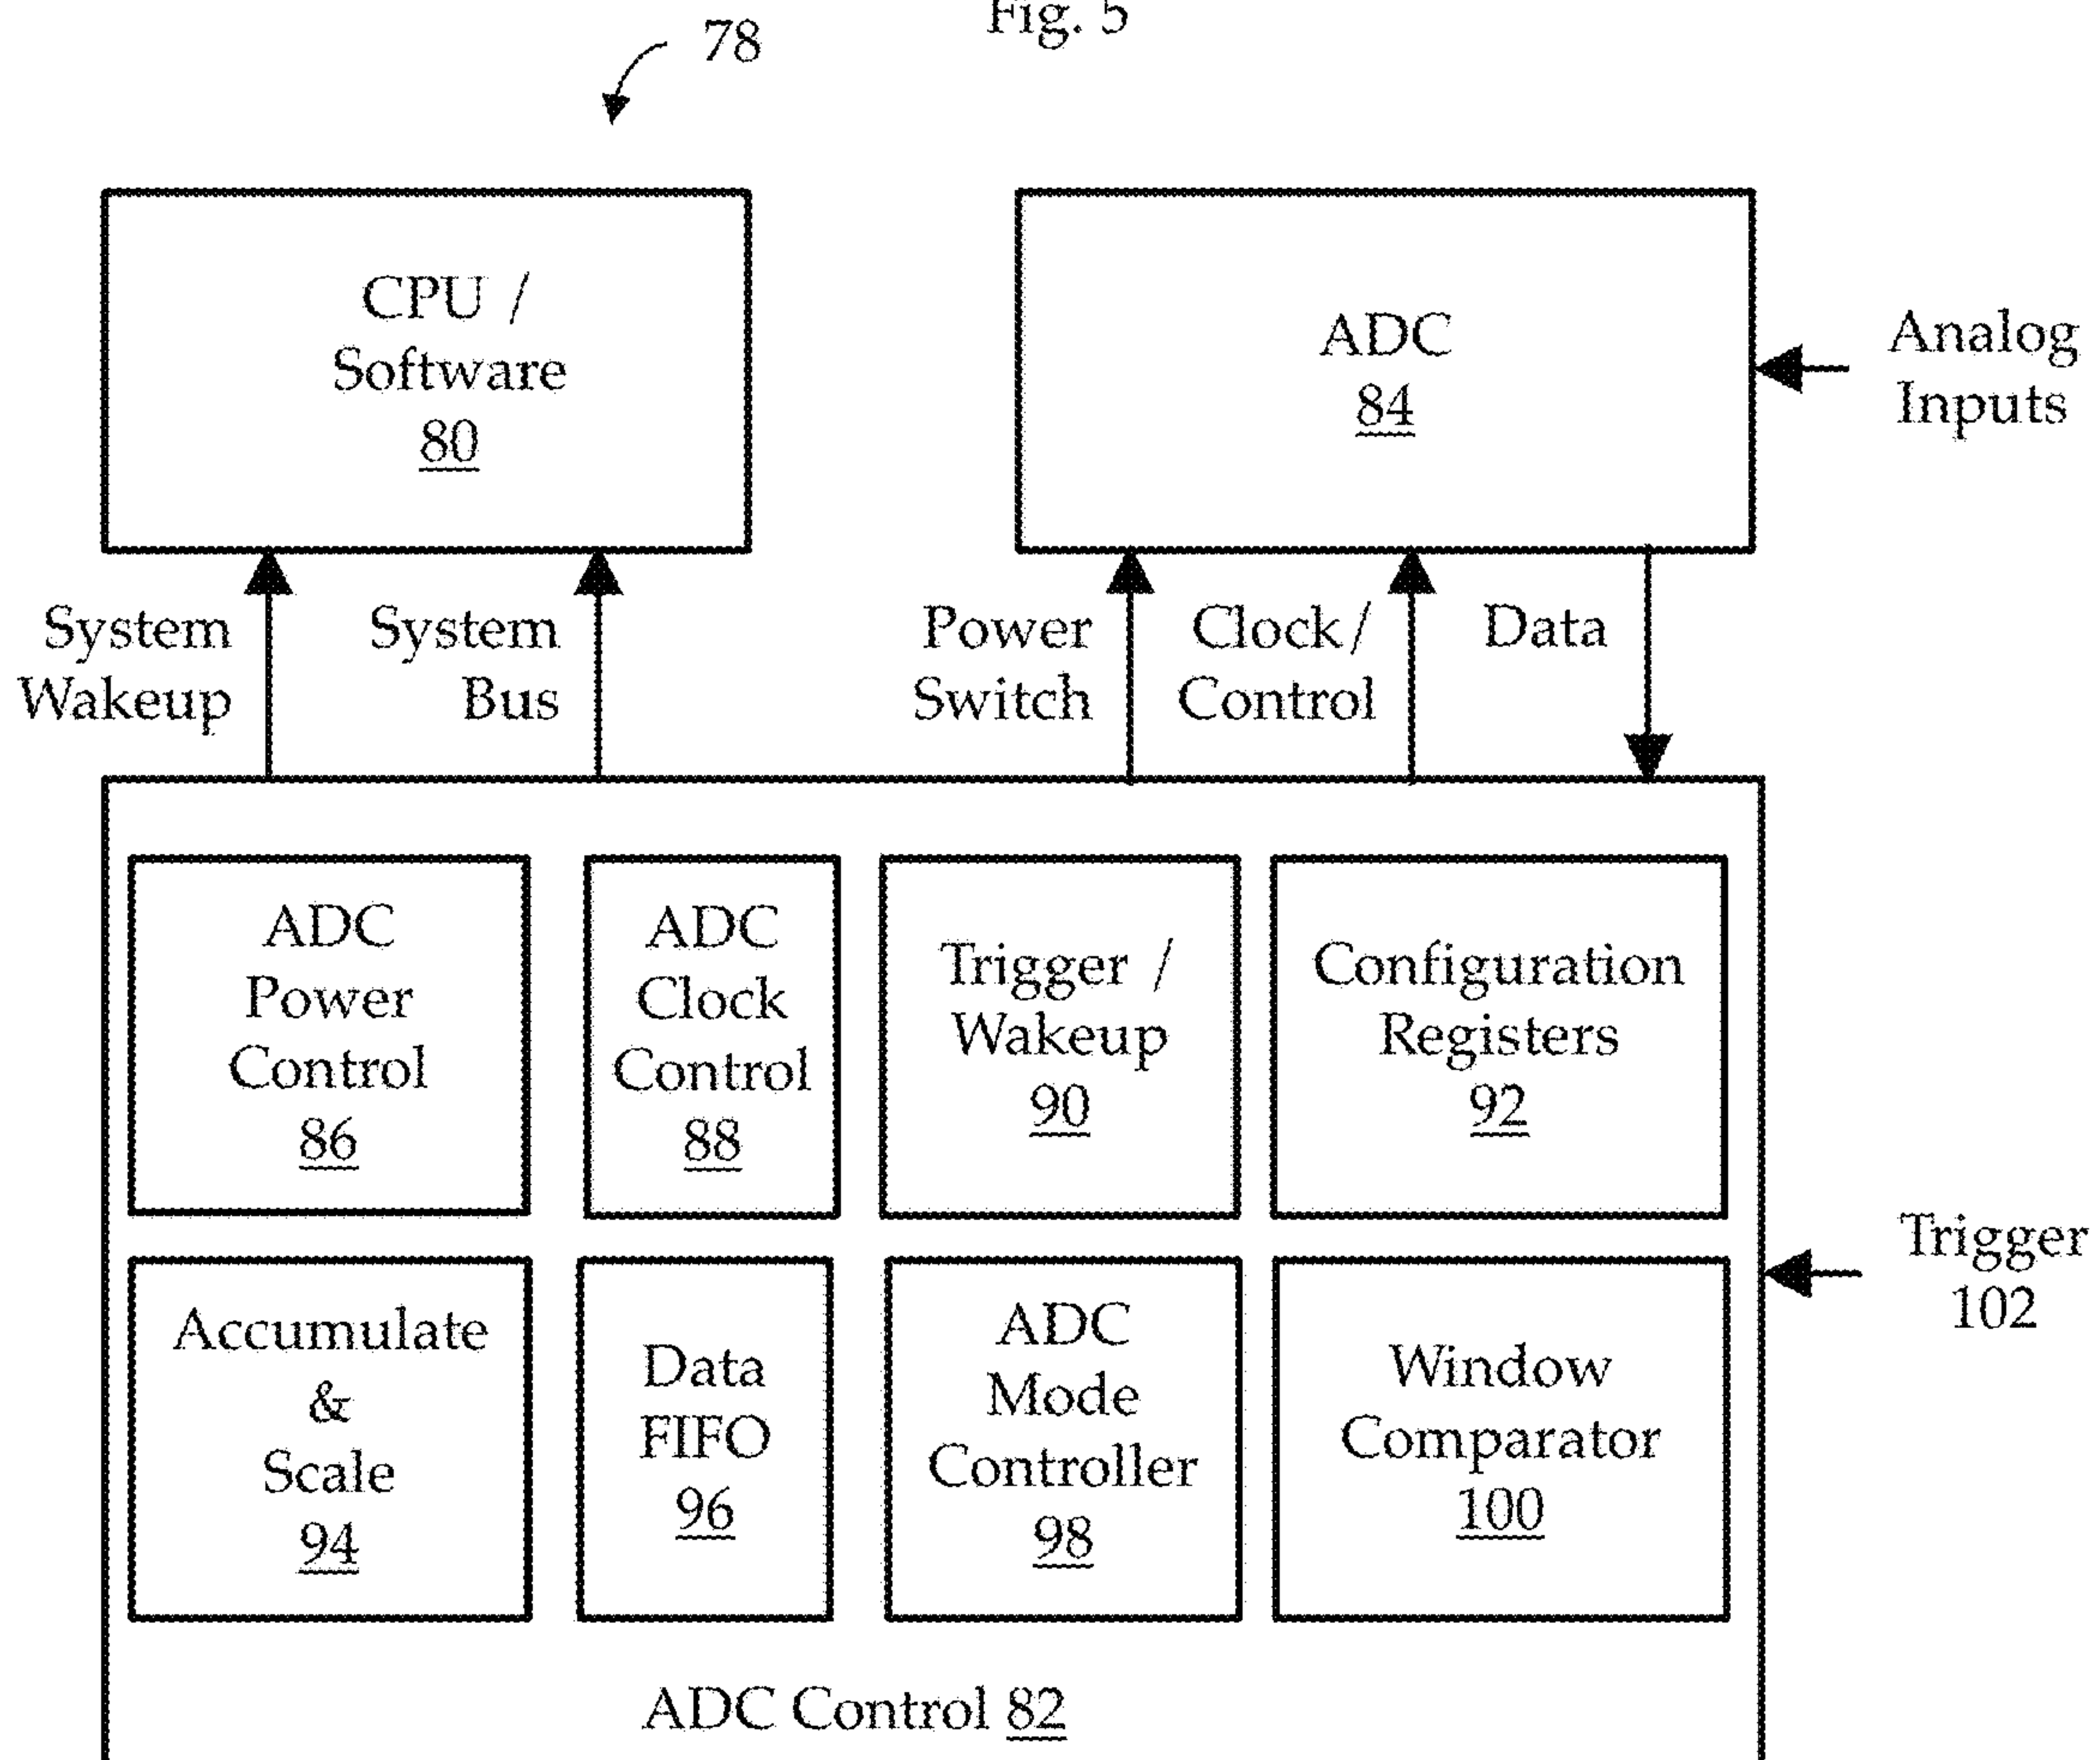 Fig. 5
78
CPU /
Software
80
ADC
84
Analog
Inputs
System
Wakeup
System
Bus
Power
Switch
Clock/
Control
Data
ADC
Power
Control
86
ADC
Clock
Control
88
Trigger /
Wakeup
90
Configuration
Registers
92
Trigger
102
Accumulate
&
Scale
94
Data
FIFO
96
ADC
Mode
Controller
98
Window
Comparator
100
ADC Control 82